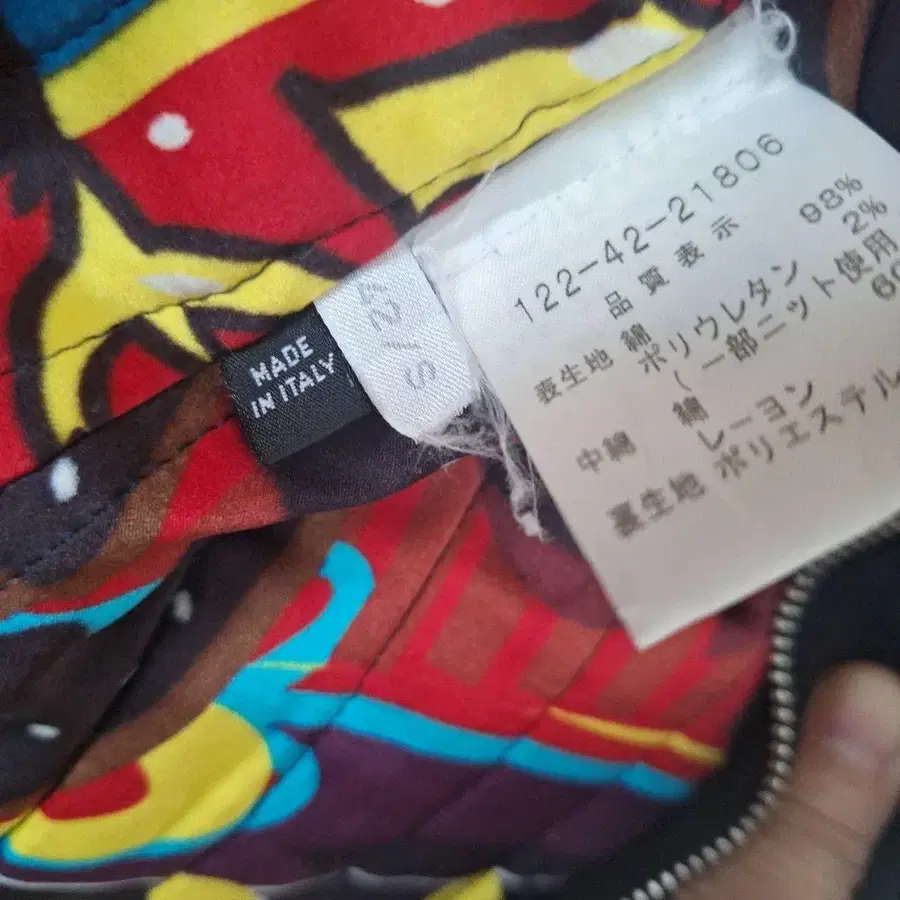 MADE
IN ITALY
42/S
122-42-21806
品質表示
表生地 綿 98%
ポリウレタン 2%
(一部ニット使用
中綿 綿
レーヨン
裏生地 ポリエステル